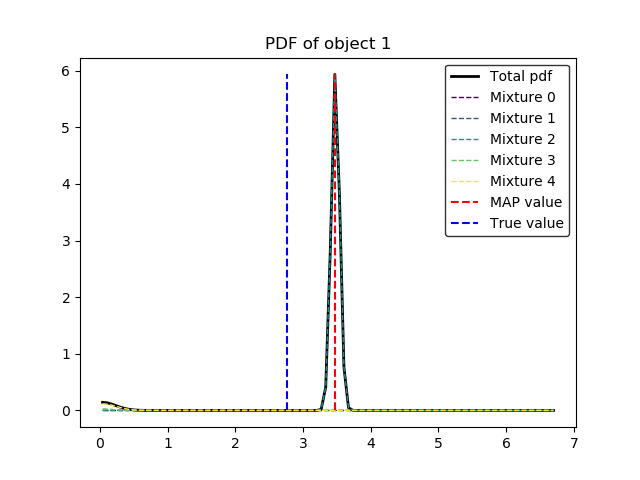 PDF of object 1
6
5
4
3
2
1
0
0 1 2 3 4 5 6 7
Total pdf
Mixture 0
Mixture 1
Mixture 2
Mixture 3
Mixture 4
MAP value
True value